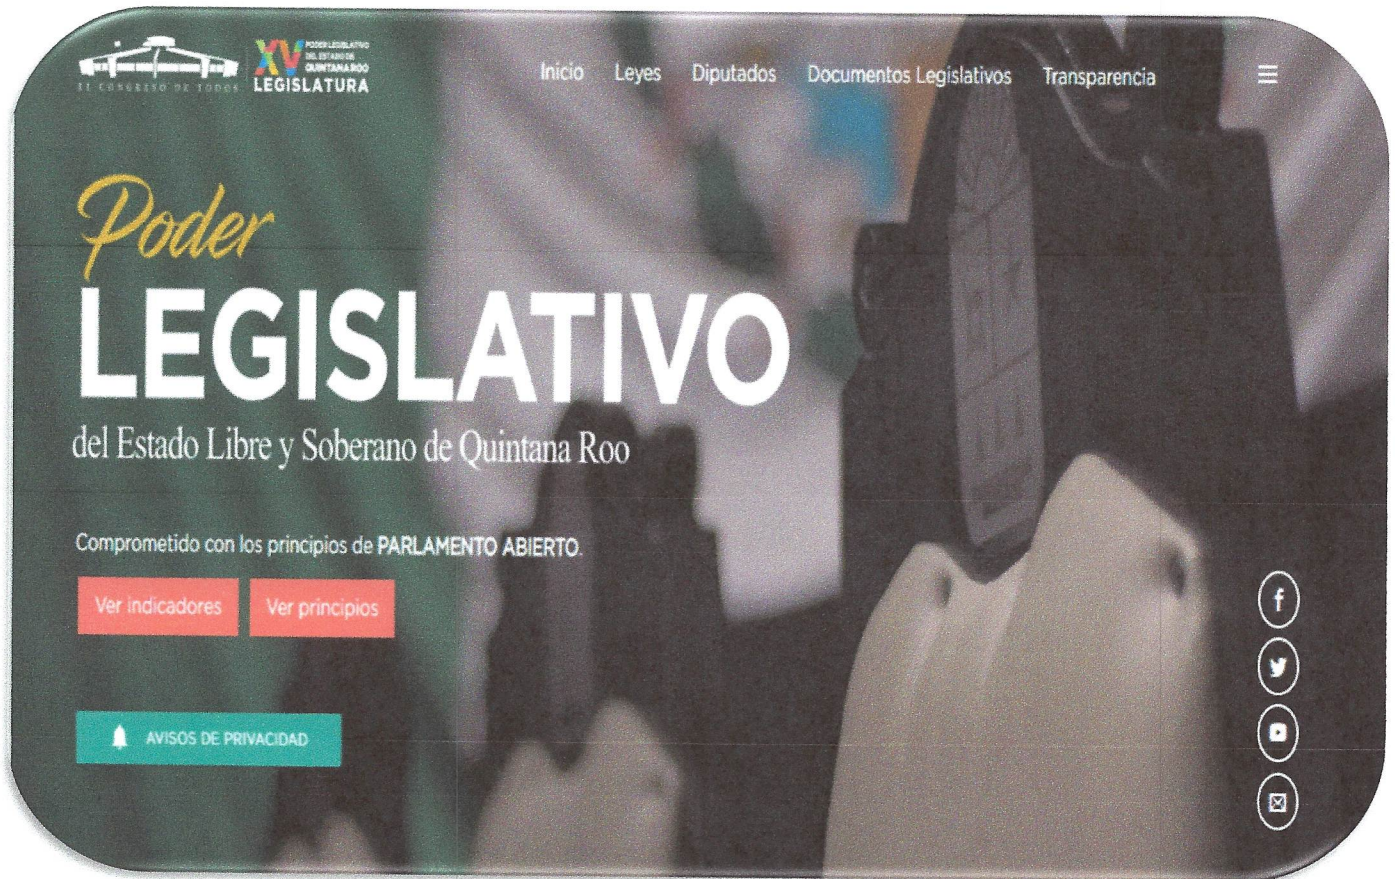 EL CONGRESO DE TODOS
XV
PODER LEGISLATIVO
DEL ESTADO DE
QUINTANA ROO
LEGISLATURA
Inicio Leyes Diputados Documentos Legislativos Transparencia
Poder
LEGISLATIVO
del Estado Libre y Soberano de Quintana Roo
Comprometido con los principios de PARLAMENTO ABIERTO.
Ver indicadores Ver principios
AVISOS DE PRIVACIDAD